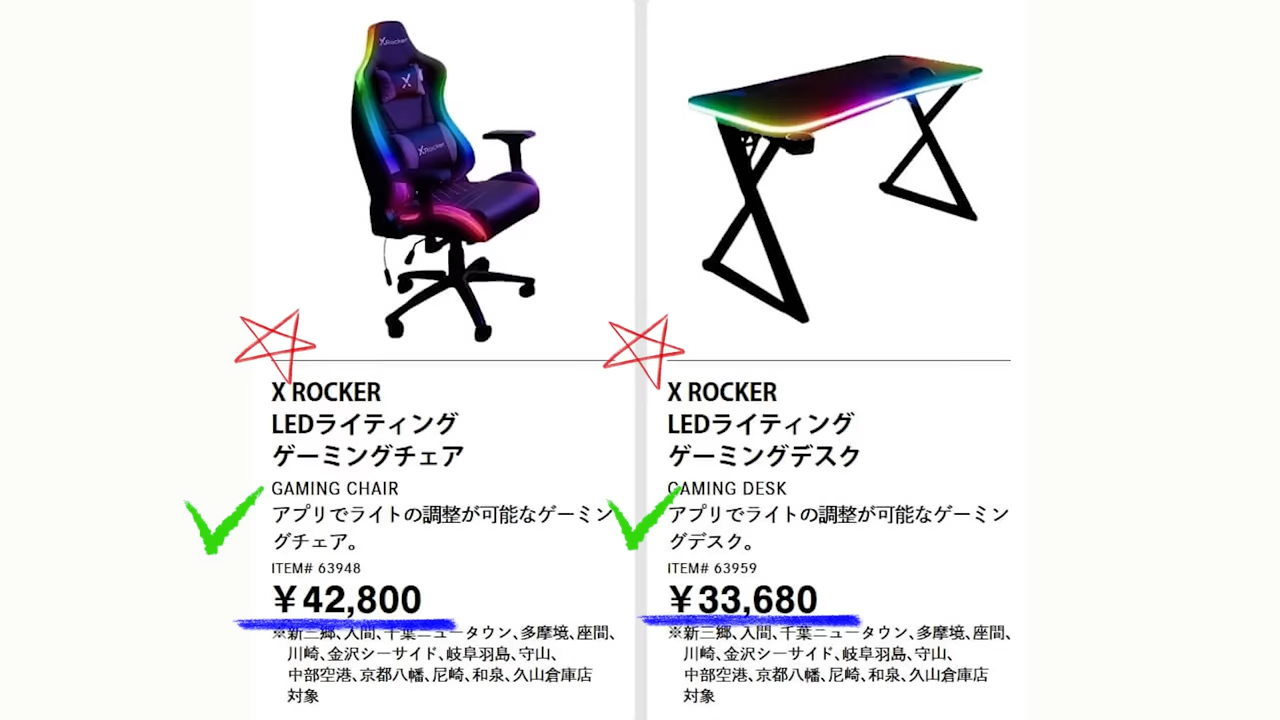 XRocker
X
XRocker
X ROCKER
LEDライティング
ゲーミングチェア
GAMING CHAIR
アプリでライトの調整が可能なゲーミン
グチェア。
ITEM# 63948
￥42,800
※新三郷、入間、千葉ニュータウン、多摩境、座間、
川崎、金沢シーサイド、岐阜羽島、守山、
中部空港、京都八幡、尼崎、和泉、久山倉庫店
対象
X ROCKER
LEDライティング
ゲーミングデスク
GAMING DESK
アプリでライトの調整が可能なゲーミン
グデスク。
ITEM# 63959
￥33,680
※新三郷、入間、千葉ニュータウン、多摩境、座間、
川崎、金沢シーサイド、岐阜羽島、守山、
中部空港、京都八幡、尼崎、和泉、久山倉庫店
対象